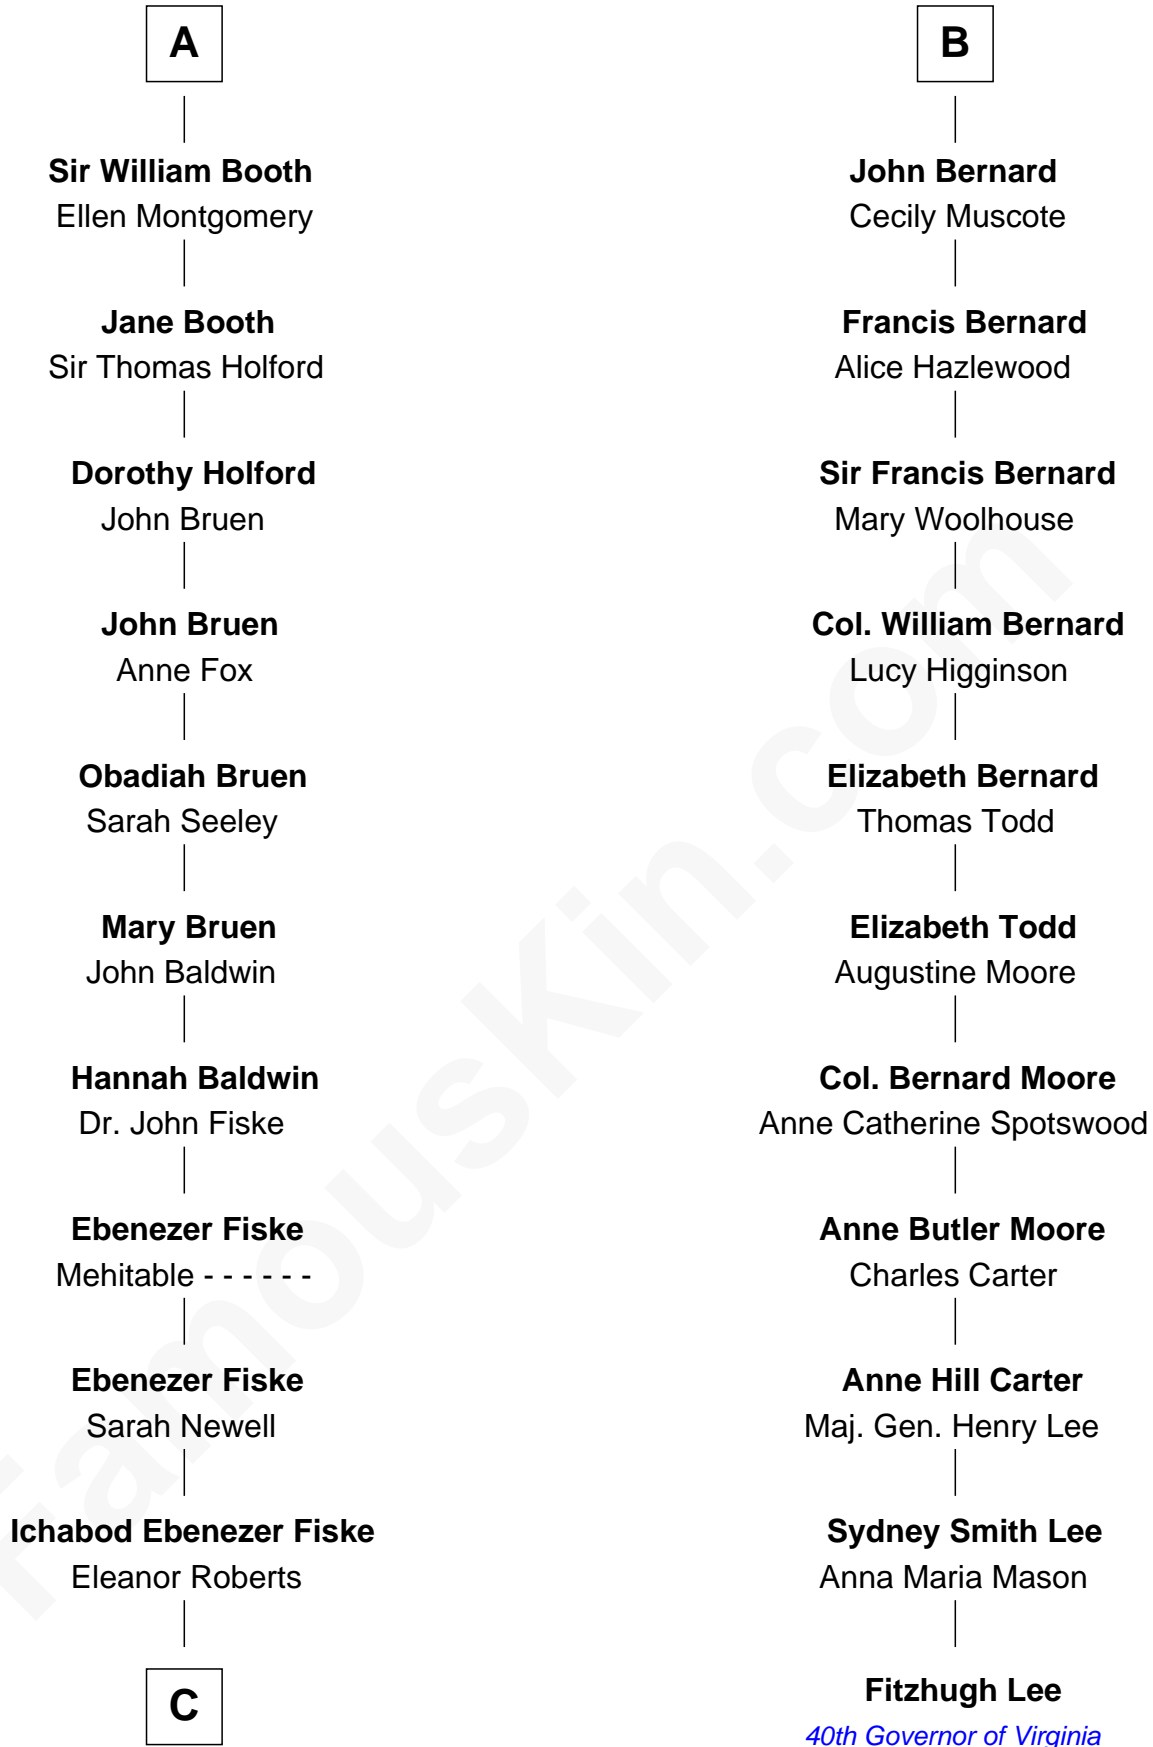 A
Sir William Booth
Ellen Montgomery
Jane Booth
Sir Thomas Holford
Dorothy Holford
John Bruen
John Bruen
Anne Fox
Obadiah Bruen
Sarah Seeley
Mary Bruen
John Baldwin
Hannah Baldwin
Dr. John Fiske
Ebenezer Fiske
Mehitable - - - - - -
Ebenezer Fiske
Sarah Newell
Ichabod Ebenezer Fiske
Eleanor Roberts
C
B
John Bernard
Cecily Muscote
Francis Bernard
Alice Hazlewood
Sir Francis Bernard
Mary Woolhouse
Col. William Bernard
Lucy Higginson
Elizabeth Bernard
Thomas Todd
Elizabeth Todd
Augustine Moore
Col. Bernard Moore
Anne Catherine Spotswood
Anne Butler Moore
Charles Carter
Anne Hill Carter
Maj. Gen. Henry Lee
Sydney Smith Lee
Anna Maria Mason
Fitzhugh Lee
40th Governor of Virginia
FamousKin.com